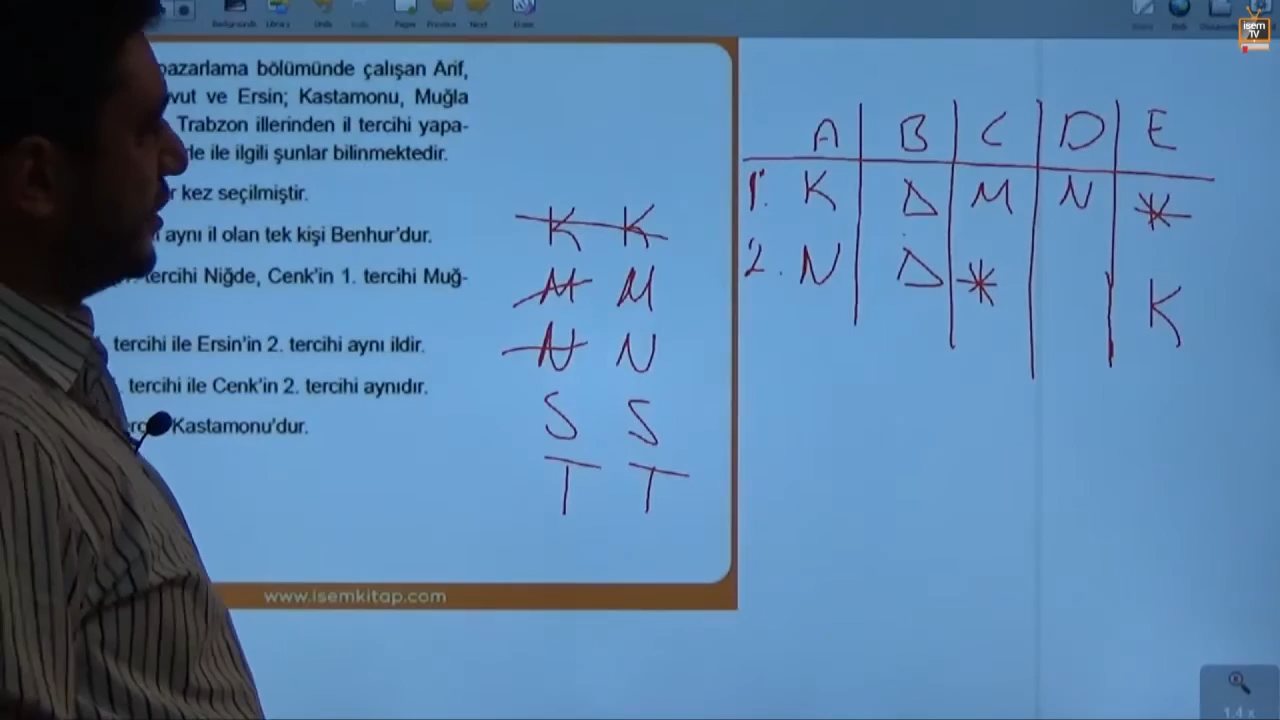 isem
TV
pazarlama bölümünde çalışan Arif,
vut ve Ersin; Kastamonu, Muğla
Trabzon illerinden il tercihi yapa-
le ile ilgili şunlar bilinmektedir.
r kez seçilmiştir.
aynı il olan tek kişi Benhur'dur.
tercihi Niğde, Cenk'in 1. tercihi Muğ-
tercihi ile Ersin'in 2. tercihi aynı ildir.
tercihi ile Cenk'in 2. tercihi aynıdır.
Kastamonu'dur.
www.isemkitap.com
K K
M M
N N
S S
T T
A B C D E
1. K Δ M N *
2. N Δ * K
1.4 x